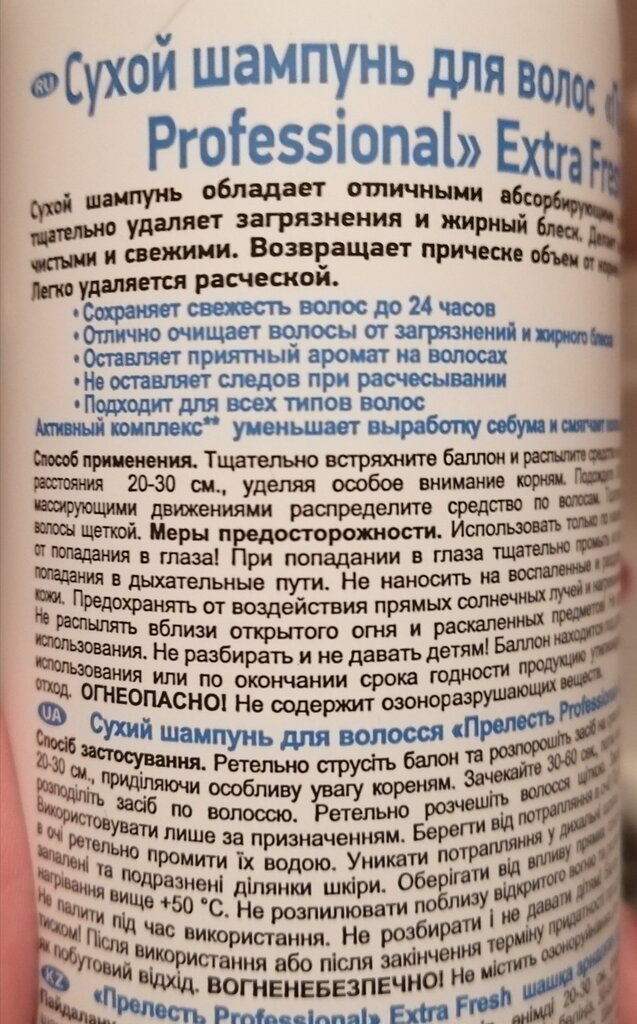 RU Сухой шампунь для волос
Professional» Extra Fresh
Сухой шампунь обладает отличными абсорбирующими
тщательно удаляет загрязнения и жирный блеск. Делает
чистыми и свежими. Возвращает прическе объем от
Легко удаляется расческой.
• Сохраняет свежесть волос до 24 часов
• Отлично очищает волосы от загрязнений и жирного блеска
• Оставляет приятный аромат на волосах
• Не оставляет следов при расчесывании
• Подходит для всех типов волос
Активный комплекс** уменьшает выработку себума и смягчает
Способ применения. Тщательно встряхните баллон и распылите средство
расстояния 20-30 см., уделяя особое внимание корням. Подождите
массирующими движениями распределите средство по волосам.
волосы щеткой. Меры предосторожности. Использовать только по
от попадания в глаза! При попадании в глаза тщательно промыть
попадания в дыхательные пути. Не наносить на воспаленные и
кожи. Предохранять от воздействия прямых солнечных лучей и
Не распылять вблизи открытого огня и раскаленных предметов.
использования. Не разбирать и не давать детям! Баллон находится
использования или по окончании срока годности продукцию
отход. ОГНЕОПАСНО! Не содержит озоноразрушающих веществ.
UA Сухий шампунь для волосся «Прелесть Professional
Спосіб застосування. Ретельно струсіть балон та розпорошіть засіб на
20-30 см., приділяючи особливу увагу кореням. Зачекайте 30-60 сек,
розподіліть засіб по волоссю. Ретельно розчешіть волосся щіткою.
Використовувати лише за призначенням. Берегти від потрапляння в очі
в очі ретельно промити їх водою. Уникати потрапляння у дихальні
запалені та подразнені ділянки шкіри. Оберігати від впливу прямих
нагрівання вище +50 °С. Не розпилювати поблизу відкритого вогню
Не палити під час використання. Не розбирати і не давати дітям!
тиском! Після використання або після закінчення терміну придатності
як побутовий відхід. ВОГНЕНЕБЕЗПЕЧНО! Не містить
KZ «Прелесть Professional» Extra Fresh шашқа арналған
20-30